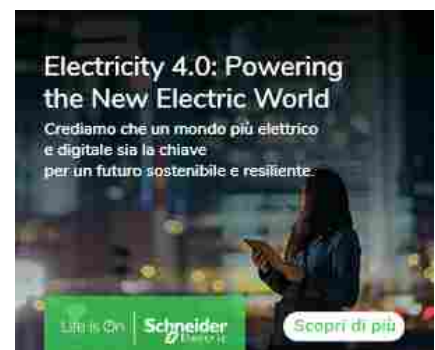 Electricity 4.0: Powering
the New Electric World
Crediamo che un mondo più elettrico
e digitale sia la chiave
per un futuro sostenibile e resiliente.
Life Is On
Schneider
Electric
Scopri di più